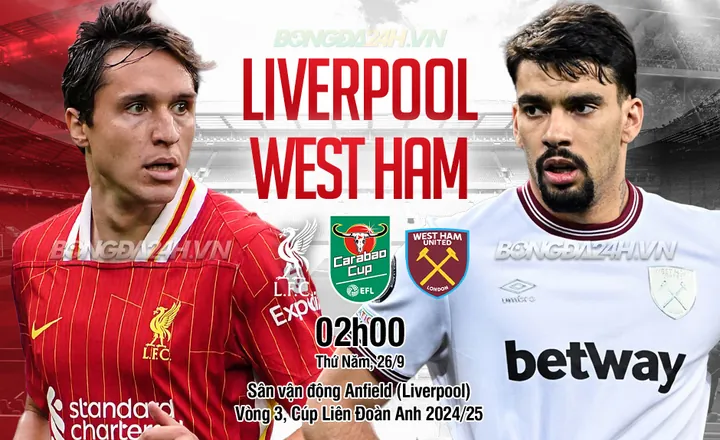 BONGDA24H.VN
LIVERPOOL
WEST HAM
BONGDA24H.VN
BONGDA24H.VN
L.F.C.
Carabao
Cup
EFL
WEST HAM
UNITED
LONDON
umbro
Expe
L.F.C.
02h00
Thứ Năm, 26/9
betway
Sân vận động Anfield (Liverpool)
Vòng 3, Cúp Liên Đoàn Anh 2024/25
standard
chartered